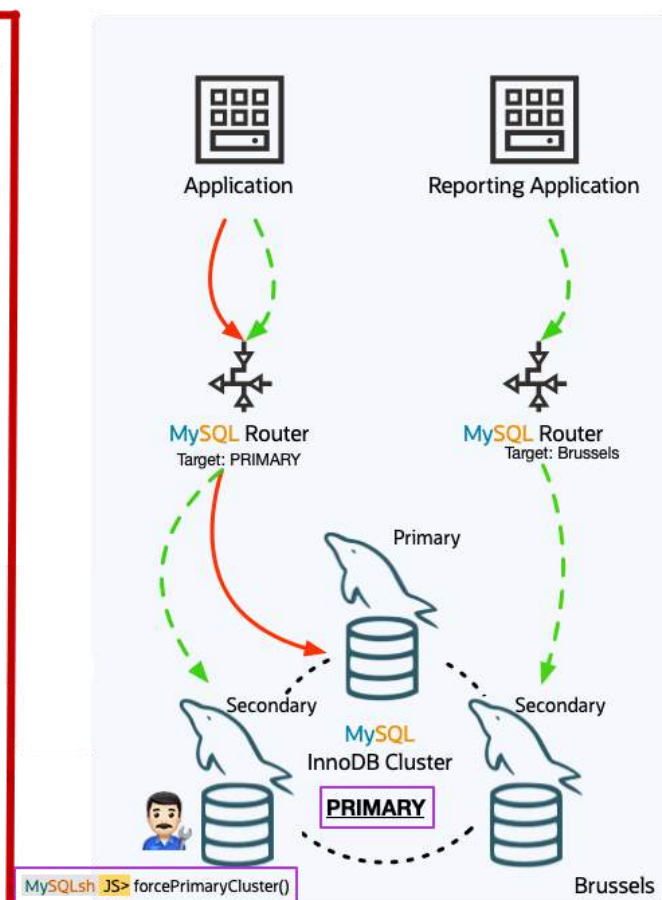 Application
Reporting Application
MySQL Router
Target: PRIMARY
MySQL Router
Target: Brussels
Primary
Secondary
Secondary
MySQL
InnoDB Cluster
PRIMARY
MySQLsh JS> forcePrimaryCluster()
Brussels